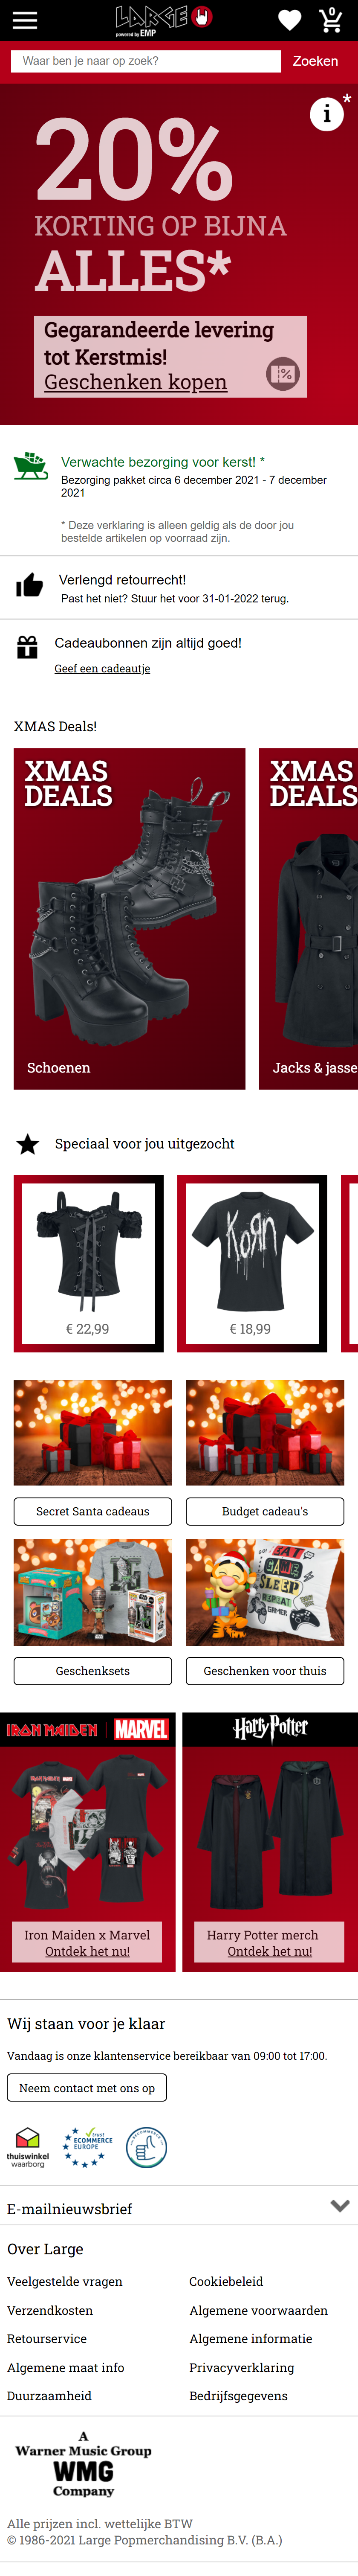 LARGE
powered by EMP
0
Waar ben je naar op zoek?
Zoeken
i
*
20%
KORTING OP BIJNA
ALLES*
Gegarandeerde levering
tot Kerstmis!
Geschenken kopen
%
Verwachte bezorging voor kerst! *
Bezorging pakket circa 6 december 2021 - 7 december
2021
* Deze verklaring is alleen geldig als de door jou
bestelde artikelen op voorraad zijn.
Verlengd retourrecht!
Past het niet? Stuur het voor 31-01-2022 terug.
Cadeaubonnen zijn altijd goed!
Geef een cadeautje
XMAS Deals!
XMAS
DEALS
Schoenen
XMAS
DEALS
Jacks & jasse
Speciaal voor jou uitgezocht
Korn
€ 22,99
€ 18,99
Secret Santa cadeaus
Budget cadeau's
EAT
GAME
SLEEP
REPEAT
GAMER
Geschenksets
Geschenken voor thuis
IRON MAIDEN
MARVEL
Harry Potter
Iron Maiden x Marvel
Ontdek het nu!
Harry Potter merch
Ontdek het nu!
Wij staan voor je klaar
Vandaag is onze klantenservice bereikbaar van 09:00 tot 17:00.
Neem contact met ons op
thuiswinkel
waarborg
trust
ECOMMERCE
EUROPE
E-mailnieuwsbrief
Over Large
Veelgestelde vragen
Cookiebeleid
Verzendkosten
Algemene voorwaarden
Retourservice
Algemene informatie
Algemene maat info
Privacyverklaring
Duurzaamheid
Bedrijfsgegevens
A
Warner Music Group
WMG
Company
Alle prijzen incl. wettelijke BTW
© 1986-2021 Large Popmerchandising B.V. (B.A.)